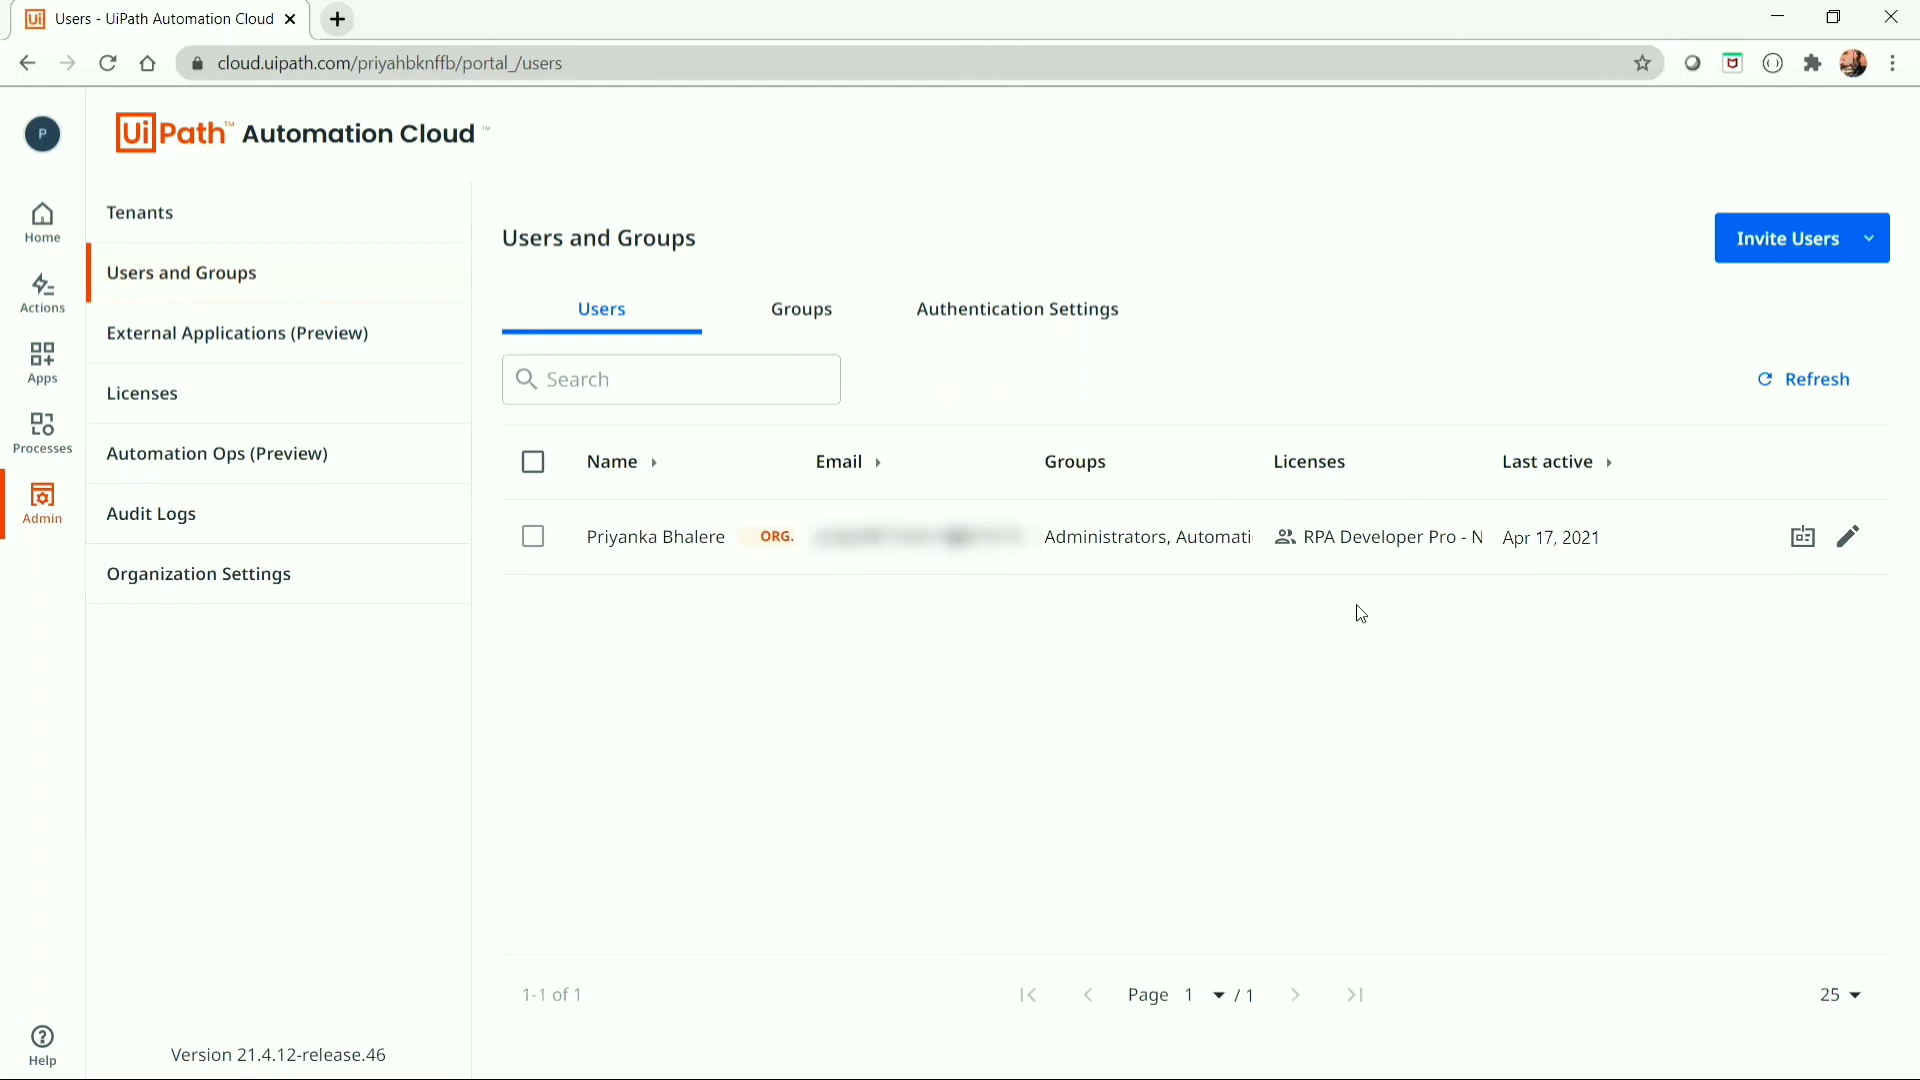 Users - UiPath Automation Cloud
cloud.uipath.com/priyahbknffb/portal_/users
P
UiPath™ Automation Cloud ™
Home
Actions
Apps
Processes
Admin
Help
Tenants
Users and Groups
External Applications (Preview)
Licenses
Automation Ops (Preview)
Audit Logs
Organization Settings
Version 21.4.12-release.46
Users and Groups
Invite Users
Users Groups Authentication Settings
Search
Refresh
Name Email Groups Licenses Last active
Priyanka Bhalere ORG. Administrators, Automati RPA Developer Pro - N Apr 17, 2021
1-1 of 1 Page 1 / 1 25